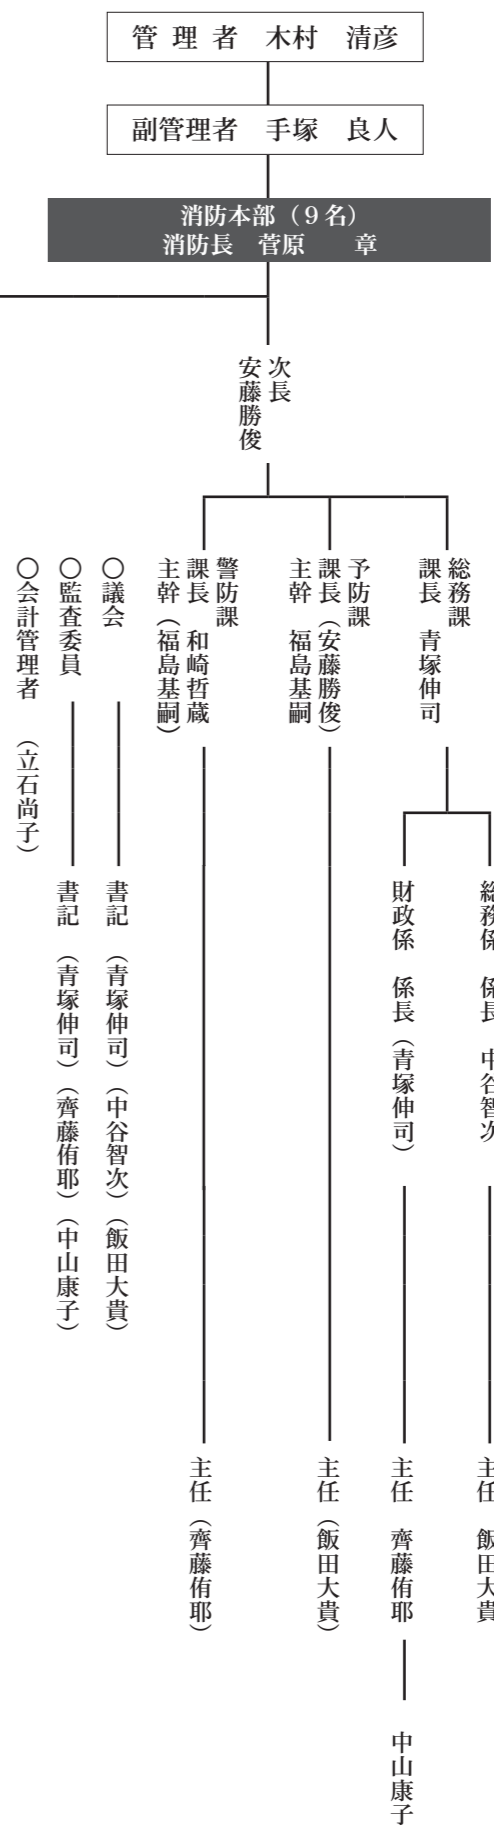 管理者　木村　清彦
副管理者　手塚　良人
消防本部（９名）
消防長　菅原　　章
次長
安藤勝俊
総務課
課長　青塚伸司
総務係　係長　中谷智次
主任　飯田大貴
財政係　係長（青塚伸司）
主任　齊藤侑耶
中山康子
予防課
課長（安藤勝俊）
主幹　福島基嗣
主任（飯田大貴）
警防課
課長　和崎哲蔵
主幹（福島基嗣）
主任（齊藤侑耶）
〇議会
書記　（青塚伸司）（中谷智次）（飯田大貴）
〇監査委員
書記　（青塚伸司）（齊藤侑耶）（中山康子）
〇会計管理者　（立石尚子）